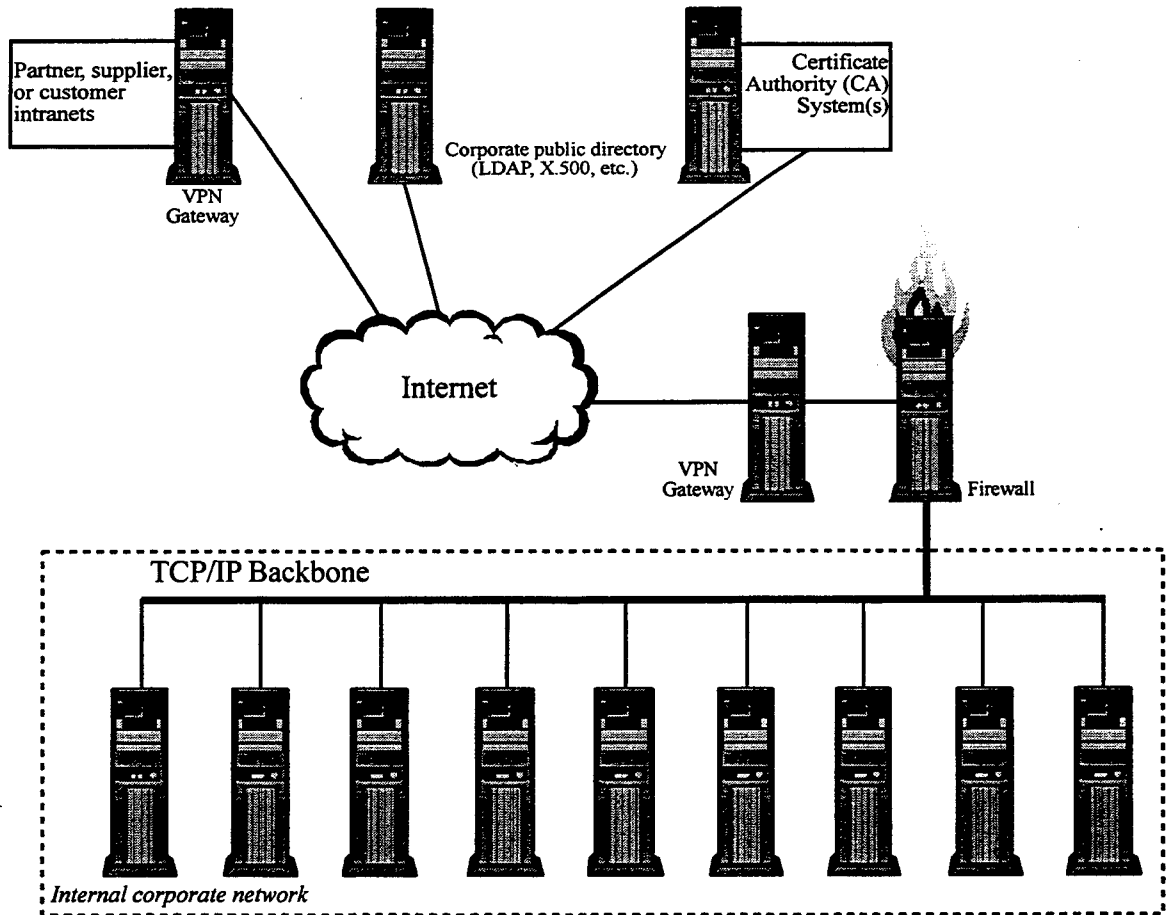 Partner, supplier,
or customer
intranets
VPN
Gateway
Corporate public directory
(LDAP, X.500, etc.)
Certificate
Authority (CA)
System(s)
Internet
VPN
Gateway
Firewall
TCP/IP Backbone
Internal corporate network